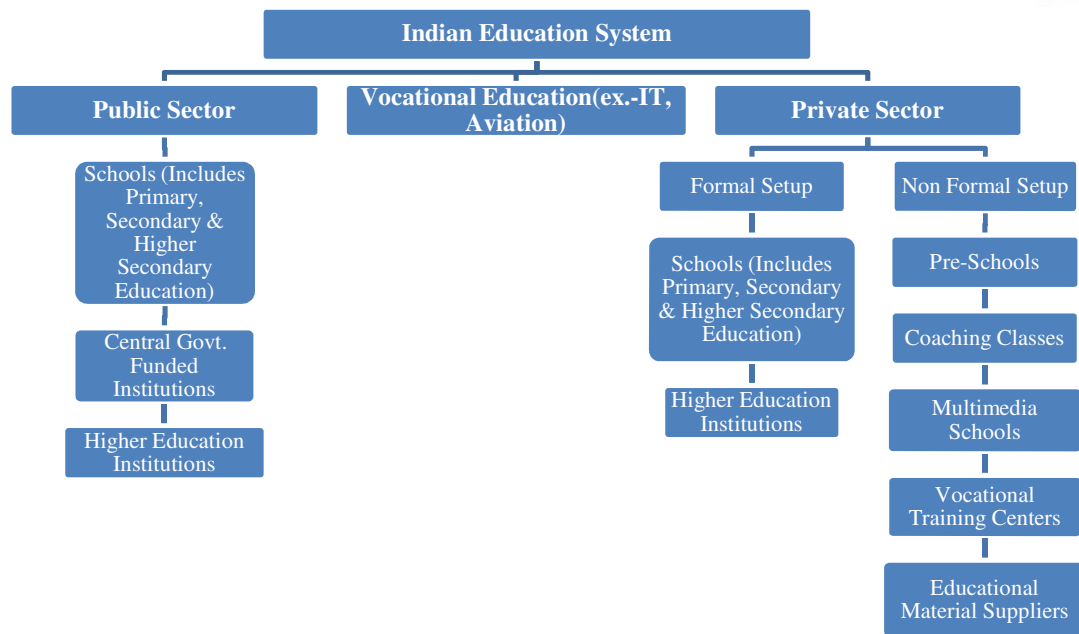 Indian Education System
Public Sector
Vocational Education(ex.-IT,
Aviation)
Private Sector
Schools (Includes
Primary,
Secondary &
Higher
Secondary
Education)
Central Govt.
Funded
Institutions
Higher Education
Institutions
Formal Setup
Schools (Includes
Primary, Secondary
& Higher Secondary
Education)
Higher Education
Institutions
Non Formal Setup
Pre-Schools
Coaching Classes
Multimedia
Schools
Vocational
Training Centers
Educational
Material Suppliers